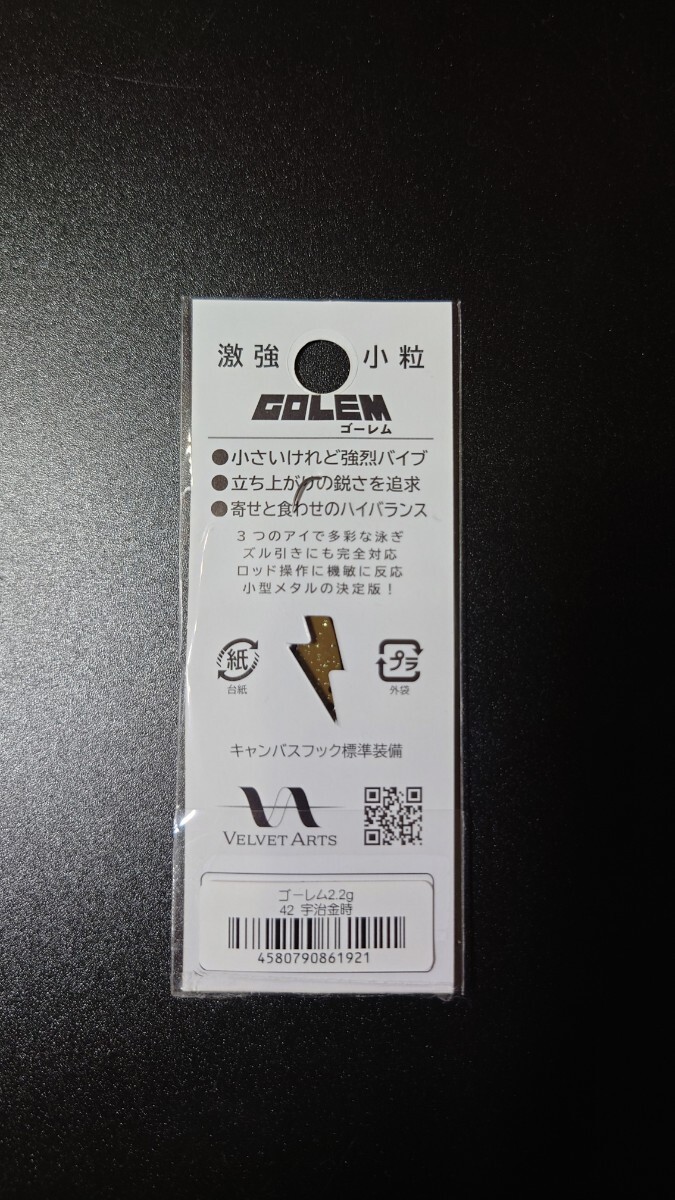 激強 小粒
GOLEM
ゴーレム
●小さいけれど強烈バイブ
●立ち上がりの鋭さを追求
●寄せと食わせのハイバランス
3つのアイで多彩な泳ぎ
ズル引きにも完全対応
ロッド操作に機敏に反応
小型メタルの決定版！
紙
台紙
プラ
外袋
キャンバスフック標準装備
VELVET ARTS
ゴーレム2.2g
42 宇治金時
4580790861921